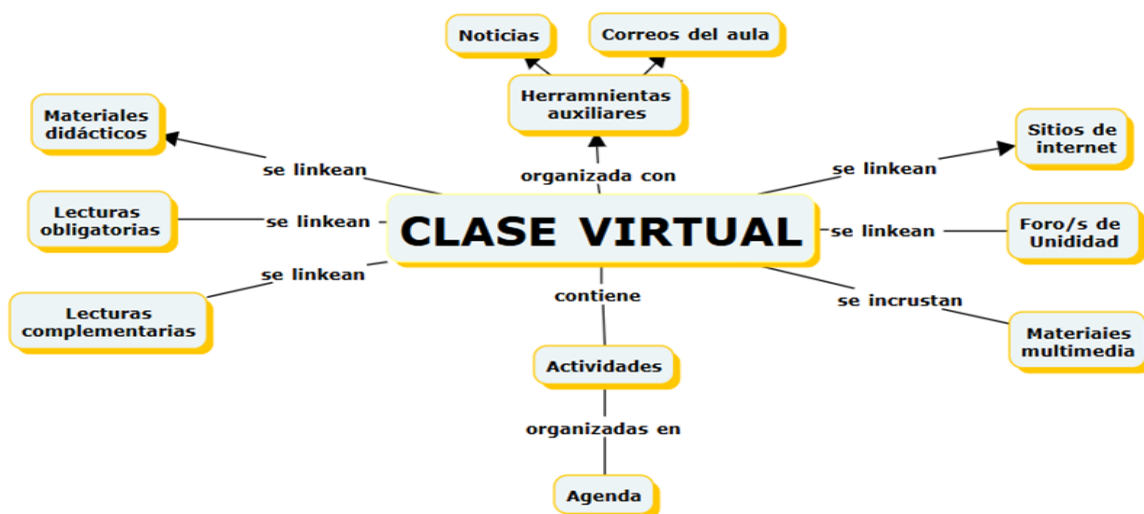 Noticias
Correos del aula
Herramnientas
auxiliares
Materiales
didácticos
Sitios de
internet
se linkean
organizada con
se linkean
Lecturas
obligatorias
se linkean
CLASE VIRTUAL
se linkean
Foro/s de
Unididad
se linkean
contiene
se incrustan
Lecturas
complementarias
Materiaies
multimedia
Actividades
organizadas en
Agenda